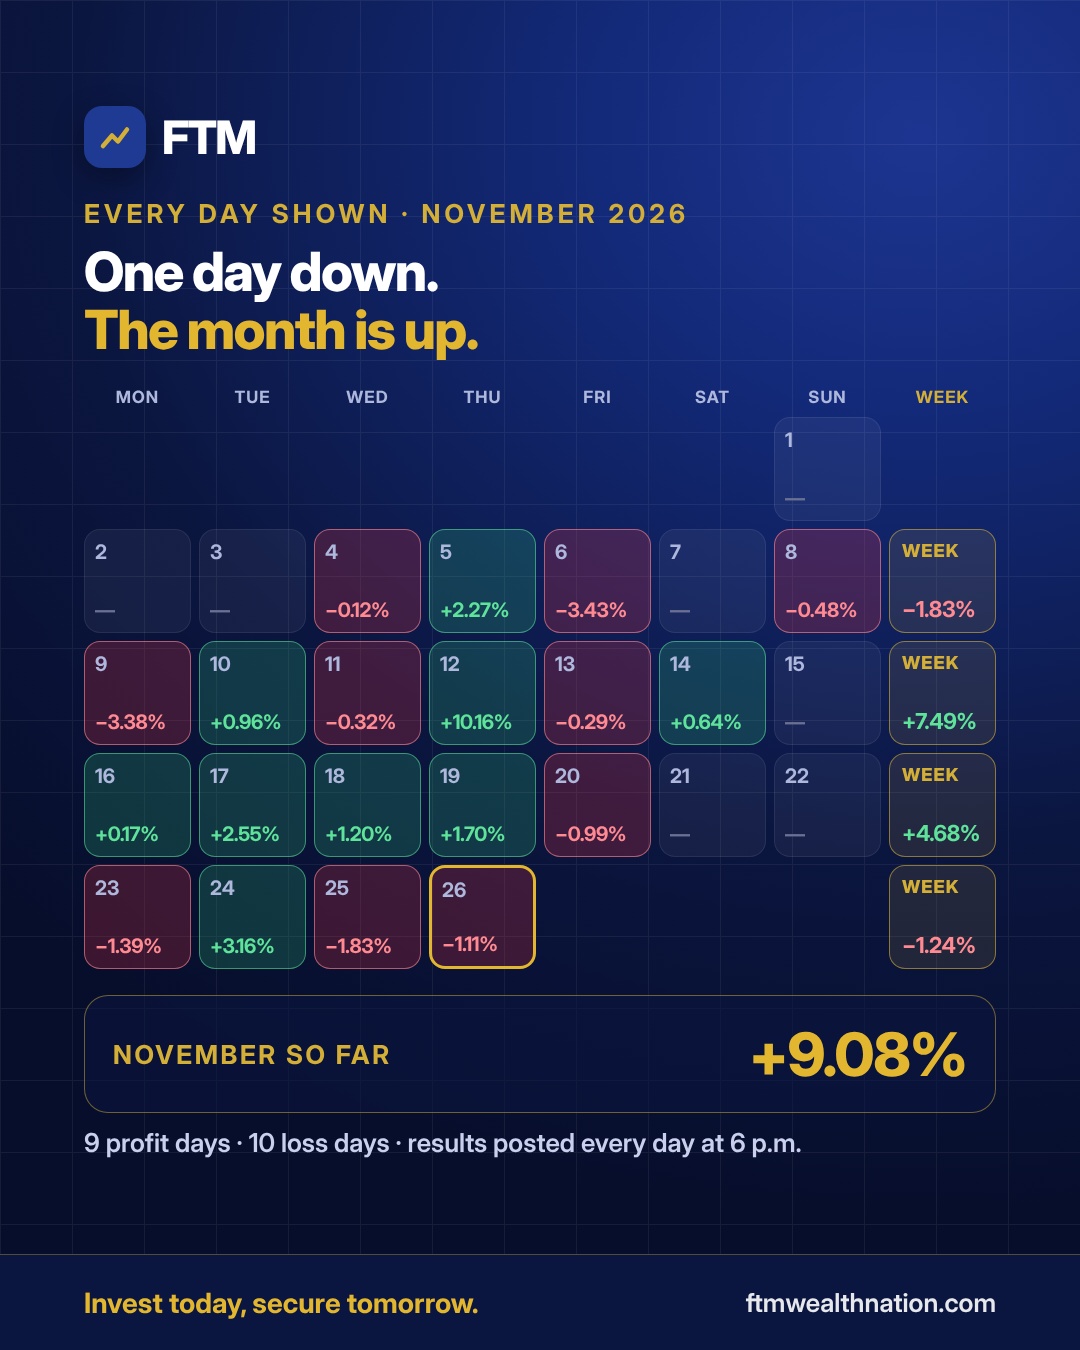 FTM
EVERY DAY SHOWN · NOVEMBER 2026
One day down.
The month is up.
MON TUE WED THU FRI SAT SUN WEEK
1
—
2 3 4 5 6 7 8 WEEK
— — −0.12% +2.27% −3.43% — −0.48% −1.83%
9 10 11 12 13 14 15 WEEK
−3.38% +0.96% −0.32% +10.16% −0.29% +0.64% — +7.49%
16 17 18 19 20 21 22 WEEK
+0.17% +2.55% +1.20% +1.70% −0.99% — — +4.68%
23 24 25 26 WEEK
−1.39% +3.16% −1.83% −1.11% −1.24%
NOVEMBER SO FAR +9.08%
9 profit days · 10 loss days · results posted every day at 6 p.m.
Invest today, secure tomorrow. ftmwealthnation.com